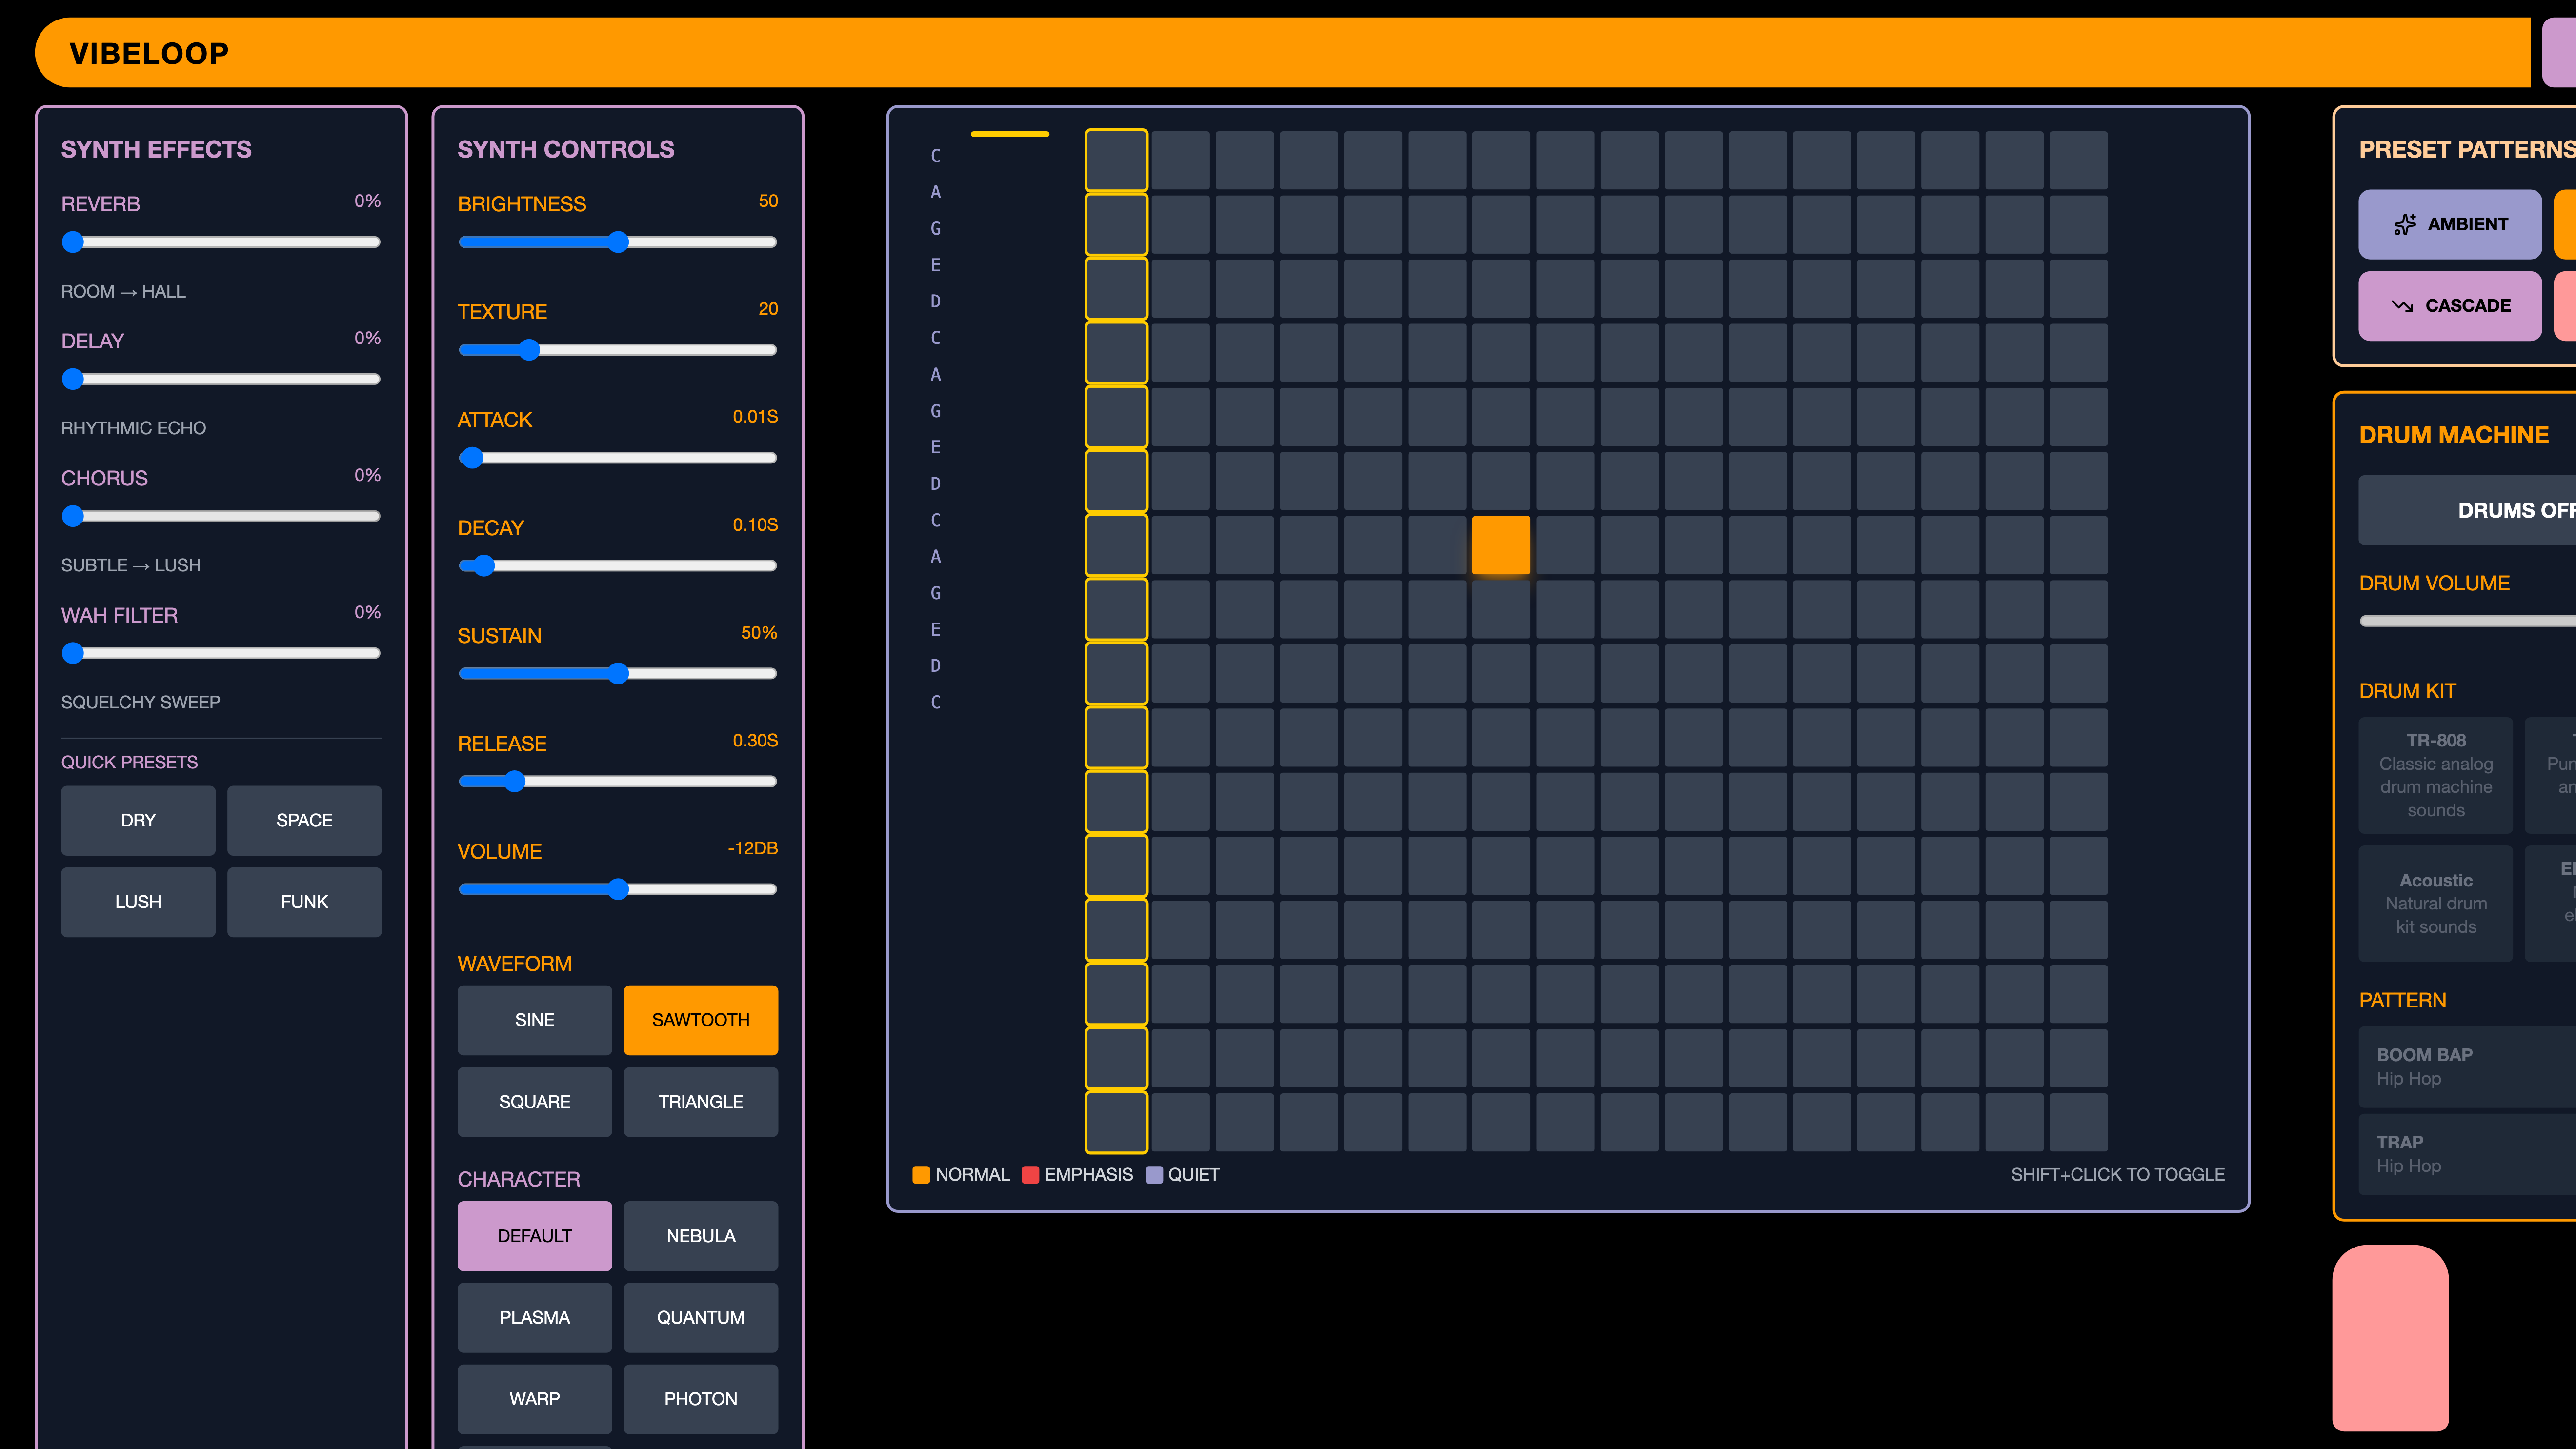 VIBELOOP
SYNTH EFFECTS
REVERB 0%
ROOM → HALL
DELAY 0%
RHYTHMIC ECHO
CHORUS 0%
SUBTLE → LUSH
WAH FILTER 0%
SQUELCHY SWEEP
QUICK PRESETS
DRY SPACE
LUSH FUNK
SYNTH CONTROLS
BRIGHTNESS 50
TEXTURE 20
ATTACK 0.01S
DECAY 0.10S
SUSTAIN 50%
RELEASE 0.30S
VOLUME -12DB
WAVEFORM
SINE SAWTOOTH
SQUARE TRIANGLE
CHARACTER
DEFAULT NEBULA
PLASMA QUANTUM
WARP PHOTON
C
A
G
E
D
C
A
G
E
D
C
A
G
E
D
C
NORMAL EMPHASIS QUIET SHIFT+CLICK TO TOGGLE
PRESET PATTERNS
AMBIENT
CASCADE
DRUM MACHINE
DRUMS OFF
DRUM VOLUME
DRUM KIT
TR-808
Classic analog
drum machine
sounds
Acoustic
Natural drum
kit sounds
PATTERN
BOOM BAP
Hip Hop
TRAP
Hip Hop